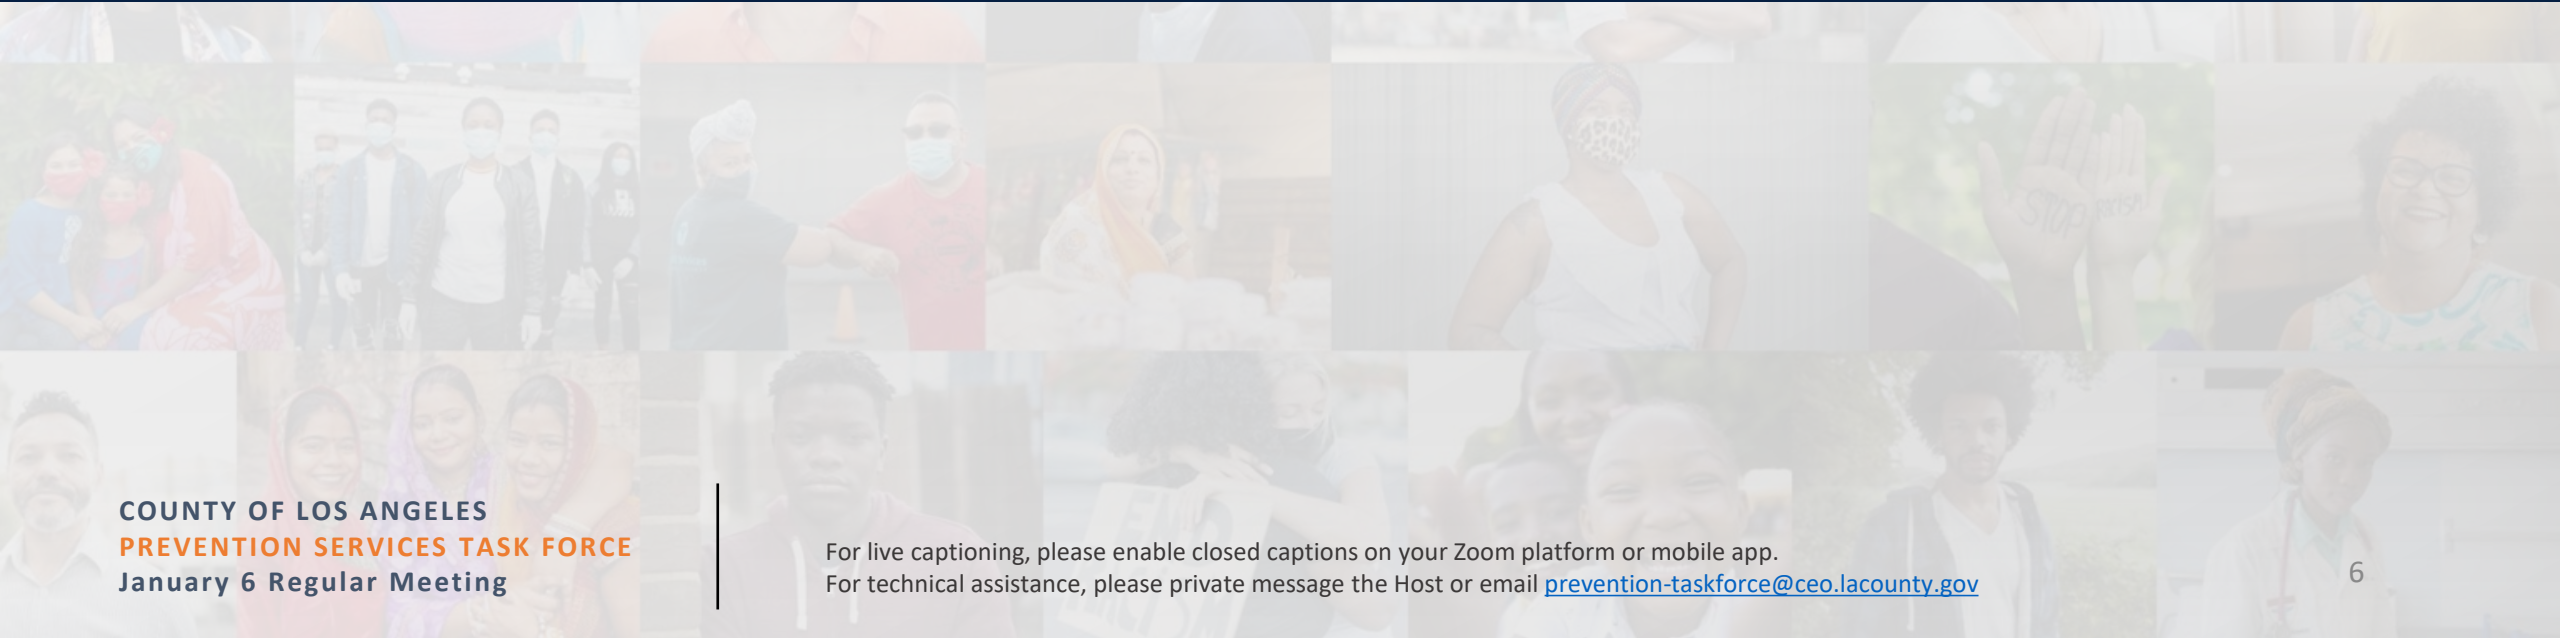 STOP
racism
COUNTY OF LOS ANGELES
PREVENTION SERVICES TASK FORCE
January 6 Regular Meeting
For live captioning, please enable closed captions on your Zoom platform or mobile app.
For technical assistance, please private message the Host or email prevention-taskforce@ceo.lacounty.gov
6